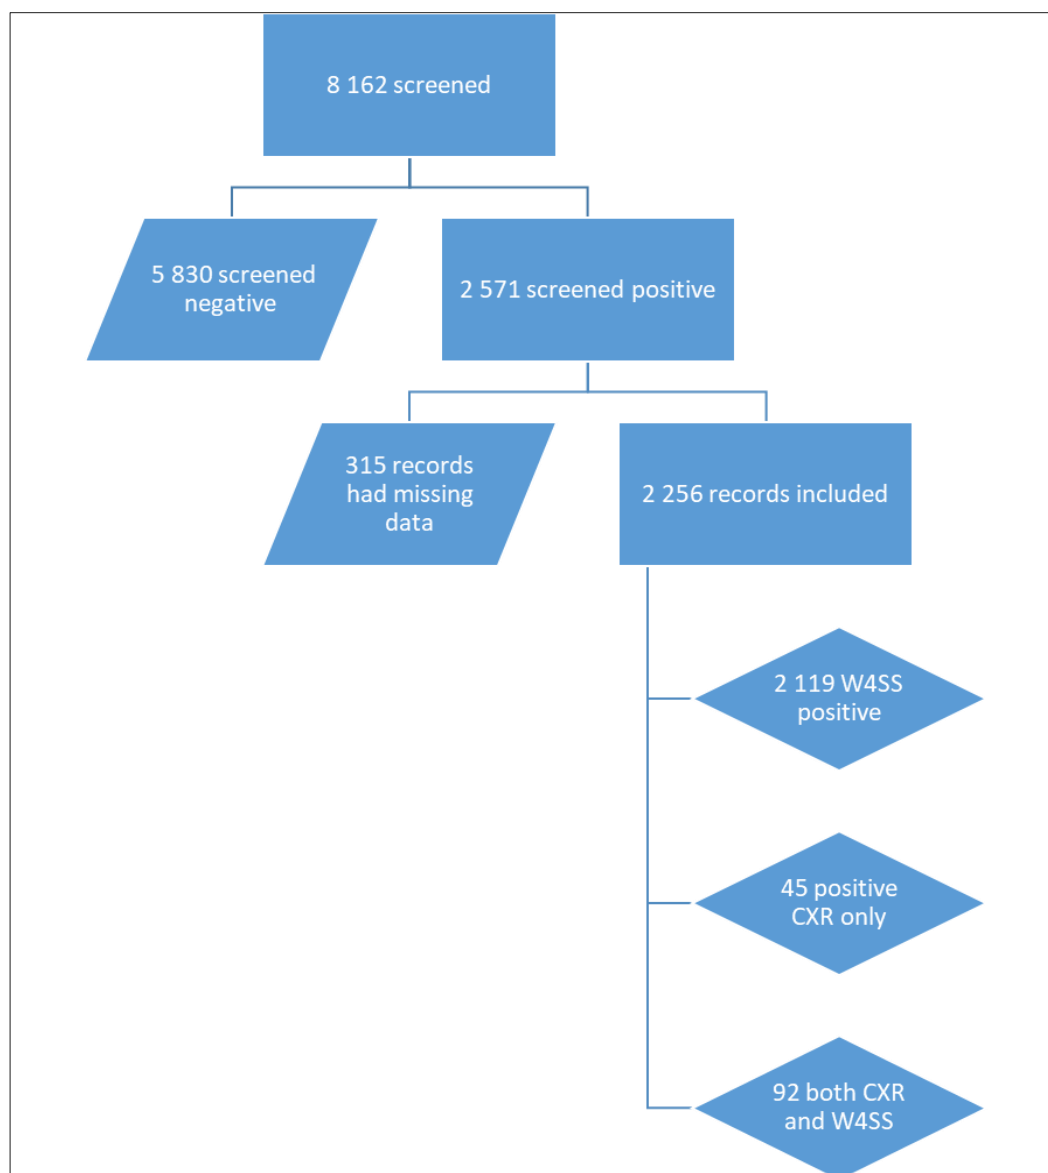 8 162 screened
5 830 screened
negative
2 571 screened positive
315 records
had missing
data
2 256 records included
2 119 W4SS
positive
45 positive
CXR only
92 both CXR
and W4SS